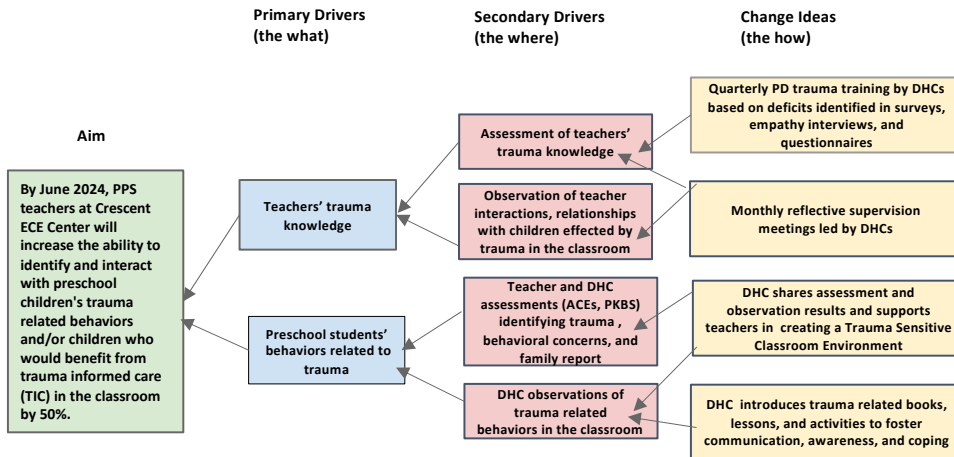 Primary Drivers
(the what)
Secondary Drivers
(the where)
Change Ideas
(the how)
Aim
By June 2024, PPS
teachers at Crescent
ECE Center will
increase the ability to
identify and interact
with preschool
children's trauma
related behaviors
and/or children who
would benefit from
trauma informed care
(TIC) in the classroom
by 50%.
Teachers' trauma
knowledge
Preschool students'
behaviors related to
trauma
Assessment of teachers'
trauma knowledge
Observation of teacher
interactions, relationships
with children effected by
trauma in the classroom
Teacher and DHC
assessments (ACEs, PKBS)
identifying trauma ,
behavioral concerns, and
family report
DHC observations of
trauma related
behaviors in the classroom
Quarterly PD trauma training by DHCs
based on deficits identified in surveys,
empathy interviews, and
questionnaires
Monthly reflective supervision
meetings led by DHCs
DHC shares assessment and
observation results and supports
teachers in  creating a Trauma Sensitive
Classroom Environment
DHC  introduces trauma related books,
lessons, and activities to foster
communication, awareness, and coping